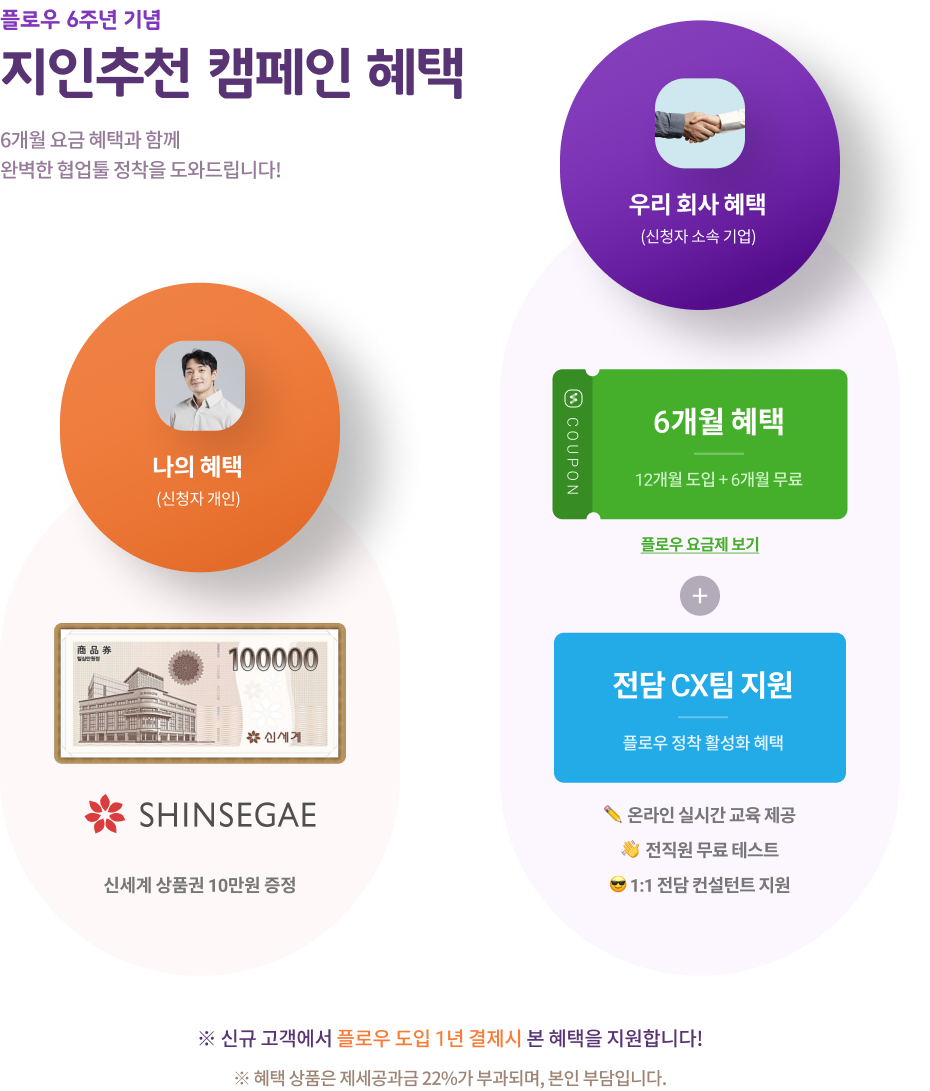 플로우 6주년 기념
지인추천 캠페인 혜택
6개월 요금 혜택과 함께
완벽한 협업툴 정착을 도와드립니다!
나의 혜택
(신청자 개인)
商品券
일십만원정
100000
신세계
SHINSEGAE
신세계 상품권 10만원 증정
우리 회사 혜택
(신청자 소속 기업)
COUPON
6개월 혜택
12개월 도입 + 6개월 무료
플로우 요금제 보기
+
전담 CX팀 지원
플로우 정착 활성화 혜택
✏️ 온라인 실시간 교육 제공
👋 전직원 무료 테스트
😎 1:1 전담 컨설턴트 지원
※ 신규 고객에서 플로우 도입 1년 결제시 본 혜택을 지원합니다!
※ 혜택 상품은 제세공과금 22%가 부과되며, 본인 부담입니다.